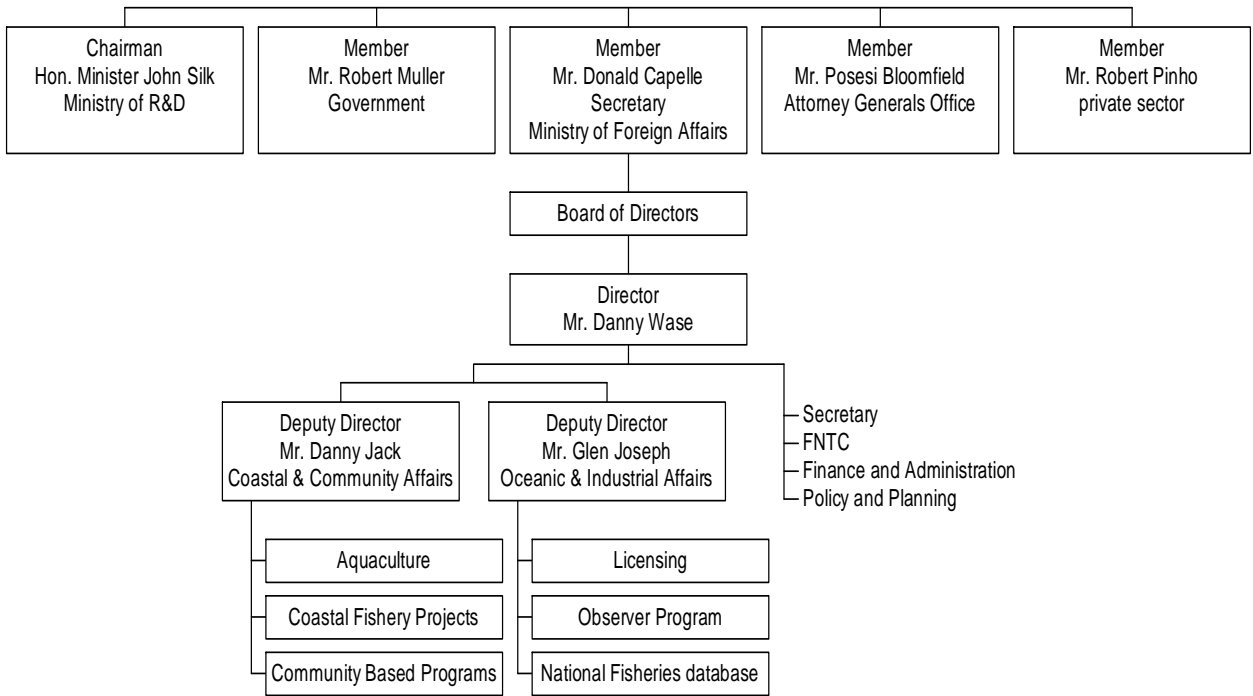 Chairman
Hon. Minister John Silk
Ministry of R&D
Member
Mr. Robert Muller
Government
Member
Mr. Donald Capelle
Secretary
Ministry of Foreign Affairs
Member
Mr. Posesi Bloomfield
Attorney Generals Office
Member
Mr. Robert Pinho
private sector
Board of Directors
Director
Mr. Danny Wase
Deputy Director
Mr. Danny Jack
Coastal & Community Affairs
Deputy Director
Mr. Glen Joseph
Oceanic & Industrial Affairs
Secretary
FNTC
Finance and Administration
Policy and Planning
Aquaculture
Coastal Fishery Projects
Community Based Programs
Licensing
Observer Program
National Fisheries database